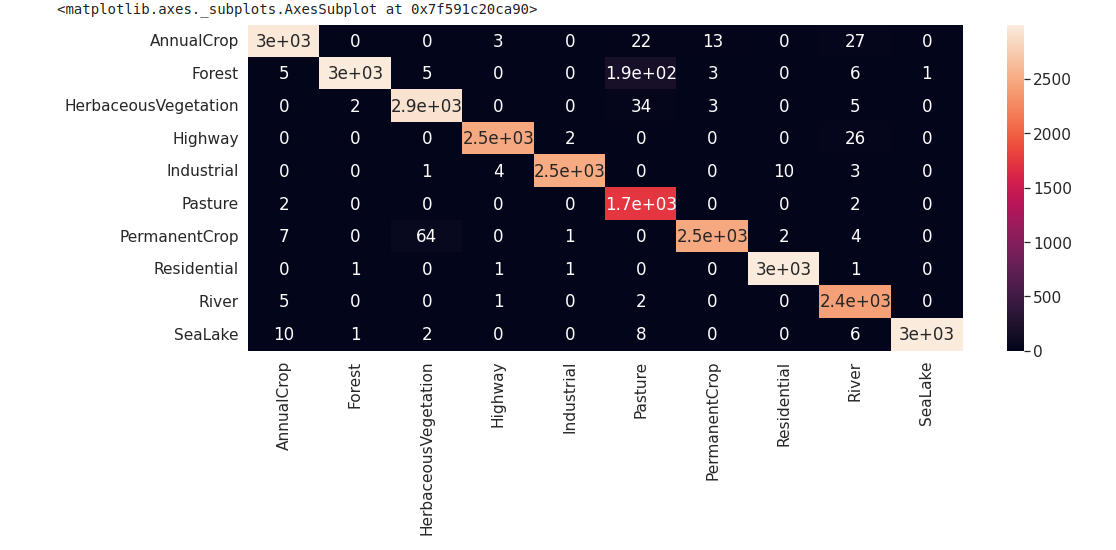 <matplotlib.axes._subplots.AxesSubplot at 0x7f591c20ca90>
AnnualCrop 3e+03 0 0 3 0 22 13 0 27 0
Forest 5 3e+03 5 0 0 1.9e+02 3 0 6 1
HerbaceousVegetation 0 2 2.9e+03 0 0 34 3 0 5 0
Highway 0 0 0 2.5e+03 2 0 0 0 26 0
Industrial 0 0 1 4 2.5e+03 0 0 10 3 0
Pasture 2 0 0 0 0 1.7e+03 0 0 2 0
PermanentCrop 7 0 64 0 1 0 2.5e+03 2 4 0
Residential 0 1 0 1 1 0 0 3e+03 1 0
River 5 0 0 1 0 2 0 0 2.4e+03 0
SeaLake 10 1 2 0 0 8 0 0 6 3e+03
AnnualCrop
Forest
HerbaceousVegetation
Highway
Industrial
Pasture
PermanentCrop
Residential
River
SeaLake
2500
2000
1500
1000
500
0